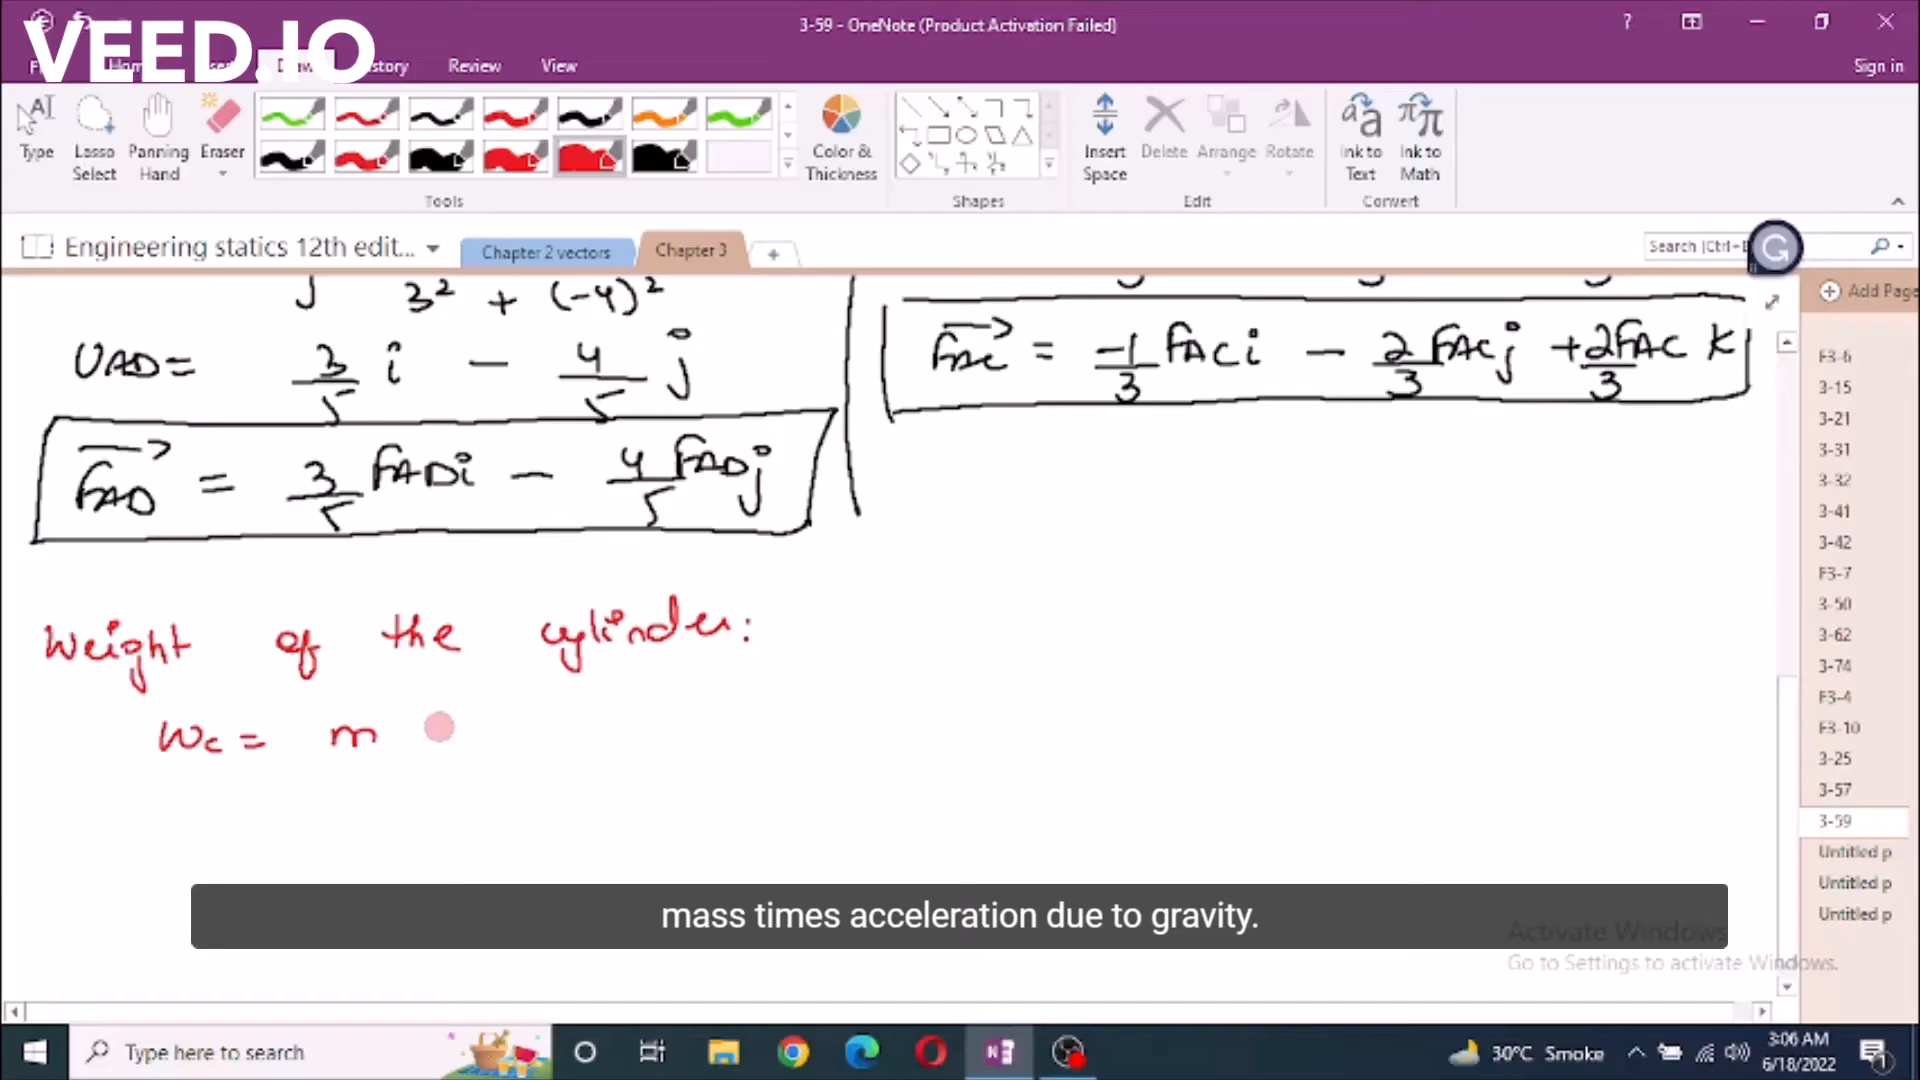 3-59 - OneNote (Product Activation Failed)
VEED.IO
Review View
Sign in
Type
Lasso Select
Panning Hand
Eraser
Color & Thickness
Insert Space
Delete
Arrange
Rotate
Ink to Text
Ink to Math
Tools
Shapes
Edit
Convert
Engineering statics 12th edit...
Chapter 2 vectors
Chapter 3
Search (Ctrl+E
Add Page
3² + (-4)²
UAD = 3/5 i - 4/5 j
FAD = 3/5 FADi - 4/5 FADj
FAC = -1/3 FACi - 2/3 FACj + 2/3 FAC K
Weight of the cylinder:
Wc = m
F3-6
3-15
3-21
3-31
3-32
3-41
3-42
F3-7
3-50
3-62
3-74
F3-4
F3-10
3-25
3-57
3-59
Untitled p
Untitled p
Untitled p
mass times acceleration due to gravity.
Activate Windows
Go to Settings to activate Windows.
Type here to search
30°C Smoke
3:06 AM
6/18/2022
1